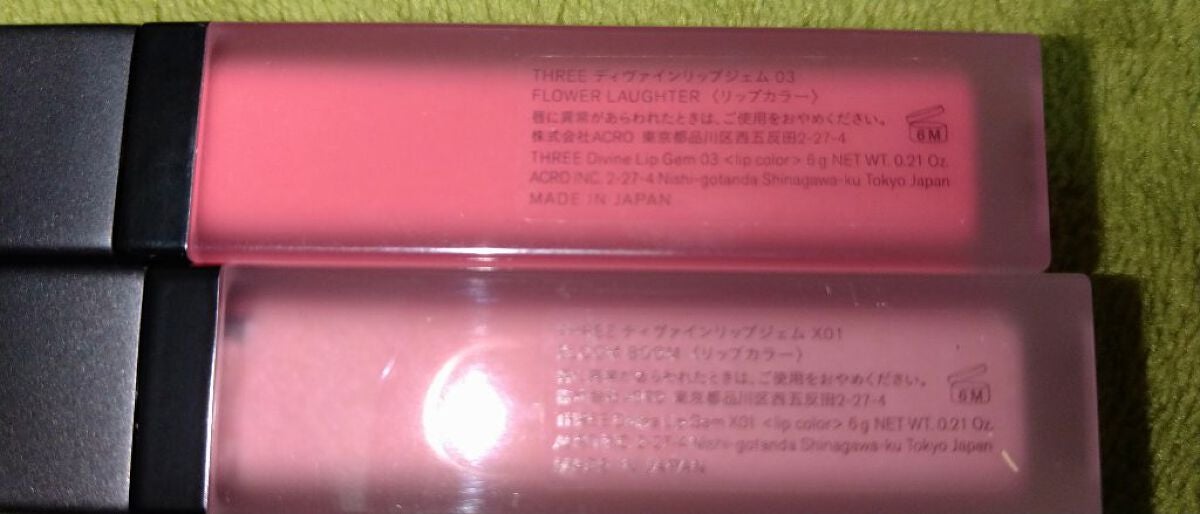 THREE ディヴァインリップジェム 03
FLOWER LAUGHTER 〈リップカラー〉
唇に異常があらわれたときは、ご使用をおやめください。
株式会社ACRO 東京都品川区西五反田2-27-4
6M
THREE Divine Lip Gem 03 <lip color> 6 g NET WT. 0.21 Oz.
ACRO INC. 2-27-4 Nishi-gotanda Shinagawa-ku Tokyo Japan
MADE IN JAPAN
THREE ディヴァインリップジェム X01
〈リップカラー〉
異常があらわれたときは、ご使用をおやめください。
ACRO 東京都品川区西五反田2-27-4
6M
Lip Gem X01 <lip color> 6 g NET WT. 0.21 Oz.
2-27-4 Nishi-gotanda Shinagawa-ku Tokyo Japan
JAPAN